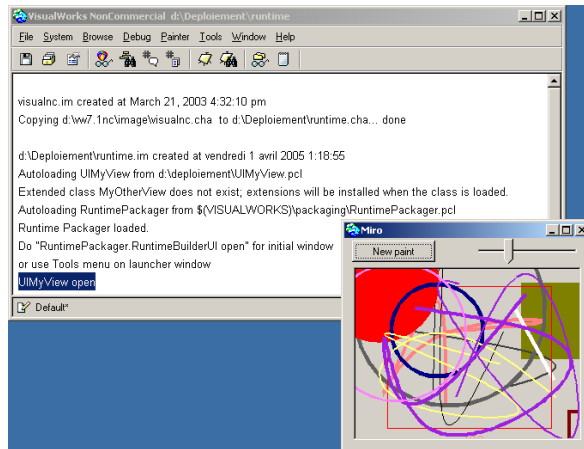 VisualWorks NonCommercial d:\Deploiement\runtime
File System Browse Debug Painter Tools Window Help
visualnc.im created at March 21, 2003 4:32:10 pm
Copying d:\vw7.1nc\image\visualnc.cha to d:\Deploiement\runtime.cha... done
d:\Deploiement\runtime.im created at vendredi 1 avril 2005 1:18:55
Autoloading UIMyView from d:\deploiement\UIMyView.pcl
Extended class MyOtherView does not exist; extensions will be installed when the class is loaded.
Autoloading RuntimePackager from $(VISUALWORKS)\packaging\RuntimePackager.pcl
Runtime Packager loaded.
Do "RuntimePackager.RuntimeBuilderUI open" for initial window
or use Tools menu on launcher window
UIMyView open
Default*
Miro
New paint